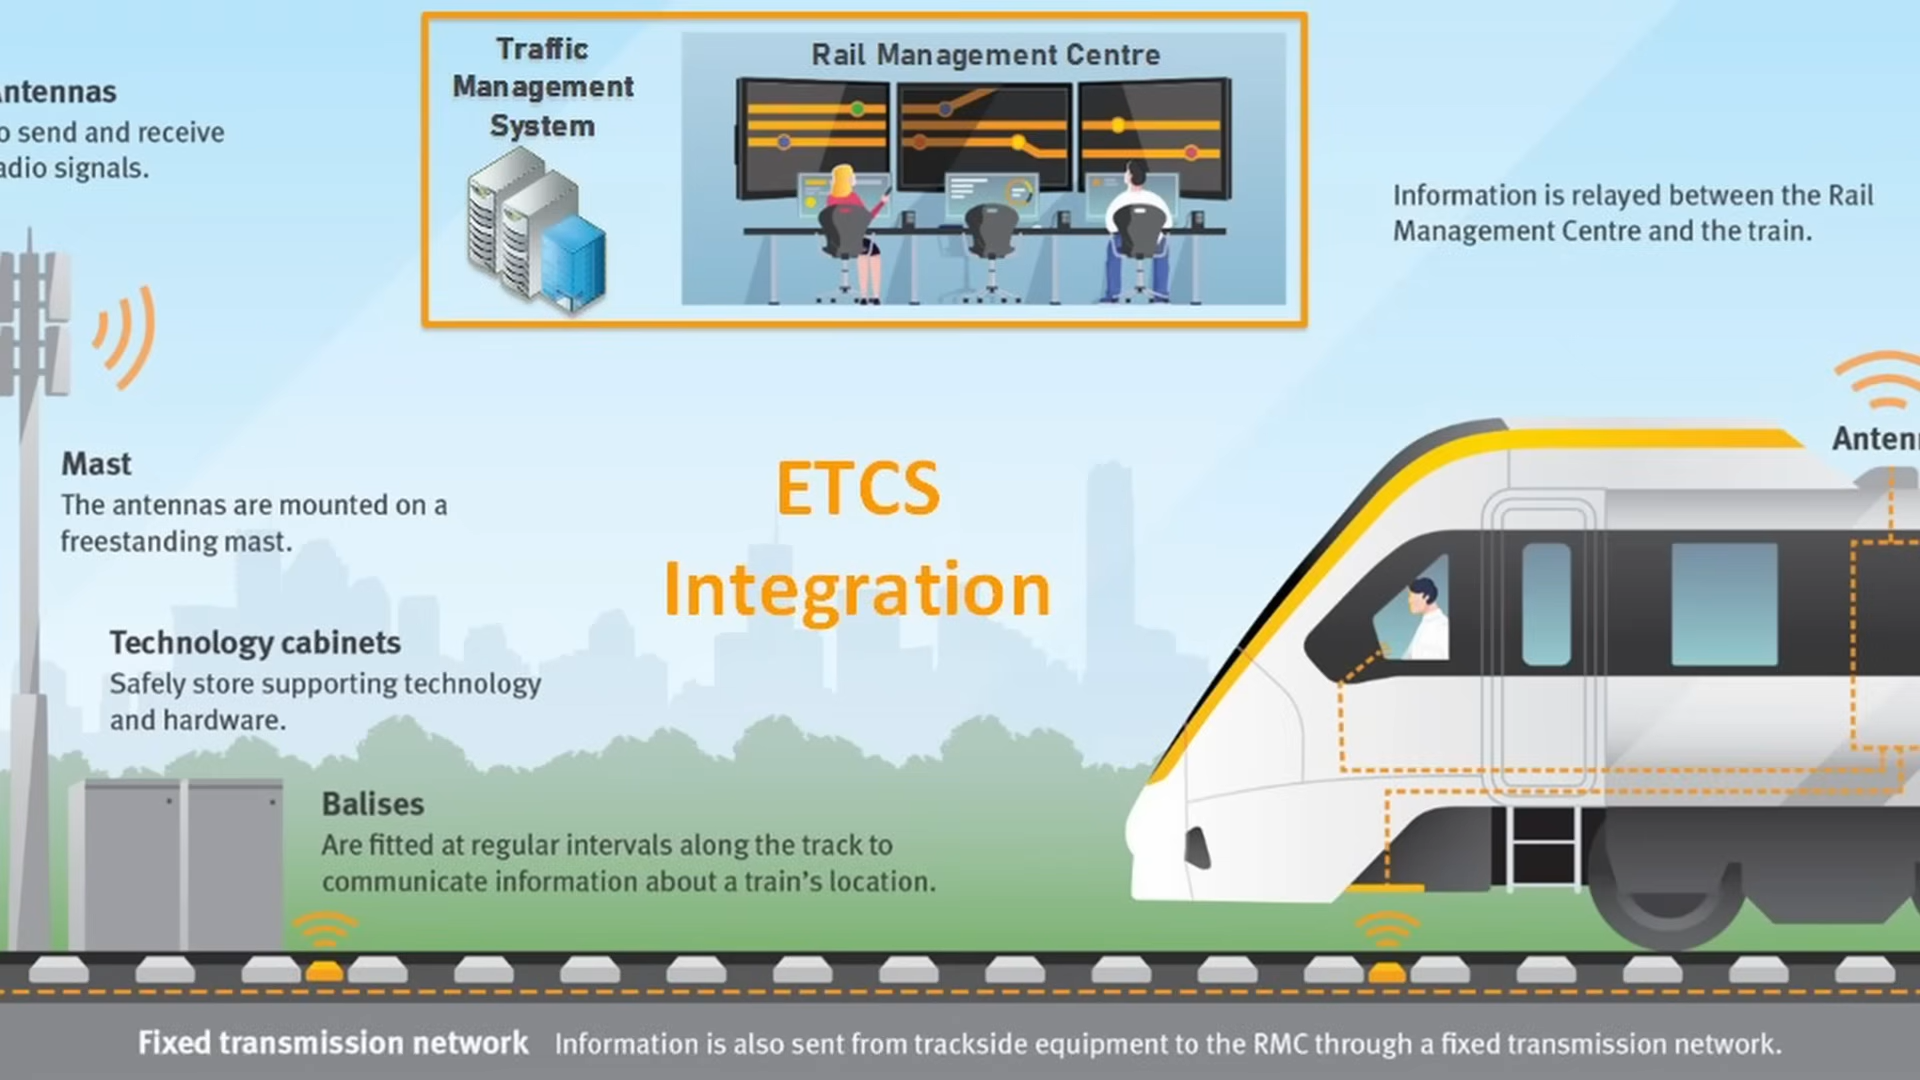 Traffic
Management
System
Rail Management Centre
ntennas
o send and receive
adio signals.
Information is relayed between the Rail
Management Centre and the train.
Anten
Mast
The antennas are mounted on a
freestanding mast.
ETCS
Integration
Technology cabinets
Safely store supporting technology
and hardware.
Balises
Are fitted at regular intervals along the track to
communicate information about a train's location.
Fixed transmission network Information is also sent from trackside equipment to the RMC through a fixed transmission network.